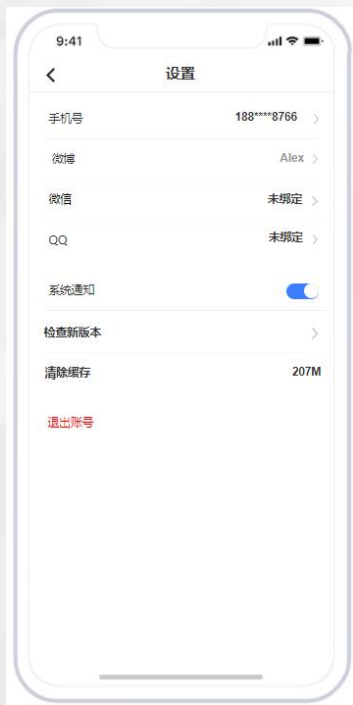 9:41
设置
手机号 188****8766
微博 Alex
微信 未绑定
QQ 未绑定
系统通知
检查新版本
清除缓存 207M
退出账号